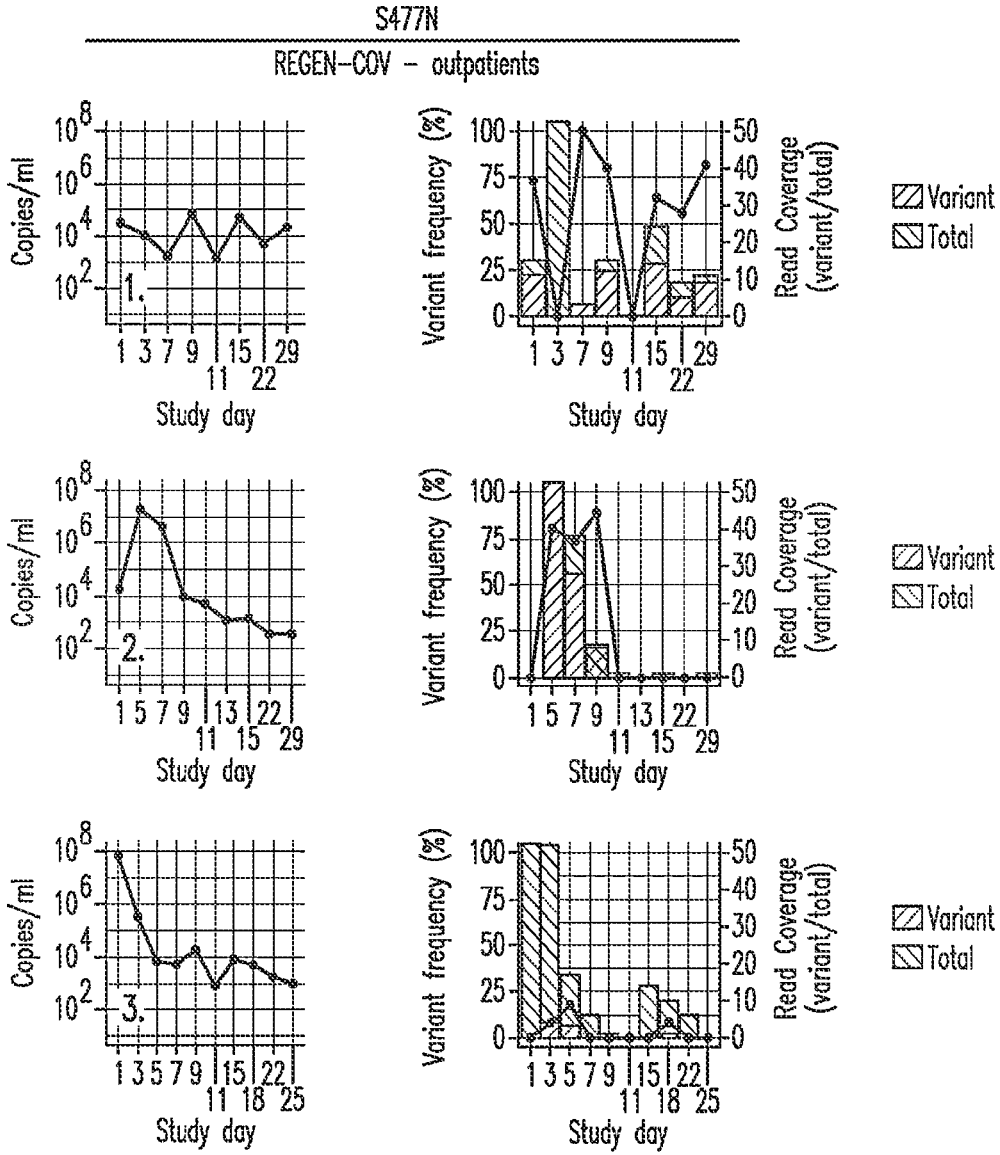 S477N
REGEN-COV - outpatients
Copies/ml
10^8
10^6
10^4
10^2
1.
1 3 7 9 11 15 22 29
Study day
Variant frequency (%)
100
75
50
25
0
50
40
30
20
10
0
Read Coverage
(variant/total)
1 3 7 9 11 15 22 29
Study day
Variant
Total
Copies/ml
10^8
10^6
10^4
10^2
2.
1 5 7 9 11 13 15 22 29
Study day
Variant frequency (%)
100
75
50
25
0
50
40
30
20
10
0
Read Coverage
(variant/total)
1 5 7 9 11 13 15 22 29
Study day
Variant
Total
Copies/ml
10^8
10^6
10^4
10^2
3.
1 3 5 7 9 11 15 18 22 25
Study day
Variant frequency (%)
100
75
50
25
0
50
40
30
20
10
0
Read Coverage
(variant/total)
1 3 5 7 9 11 15 18 22 25
Study day
Variant
Total